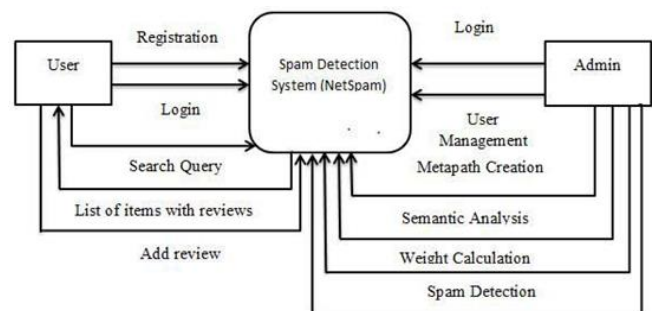 Registration
User
Login
Search Query
List of items with reviews
Add review
Spam Detection
System (NetSpam)
Login
Admin
User
Management
Metapath Creation
Semantic Analysis
Weight Calculation
Spam Detection